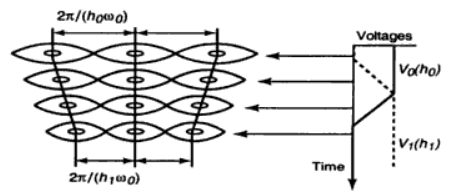 2π/(h₀ω₀)
Voltages
V₀(h₀)
V₁(h₁)
Time
2π/(h₁ω₀)